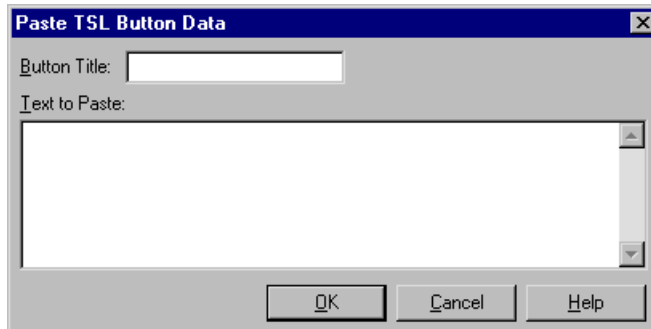 Paste TSL Button Data
Button Title:
Text to Paste:
OK Cancel Help